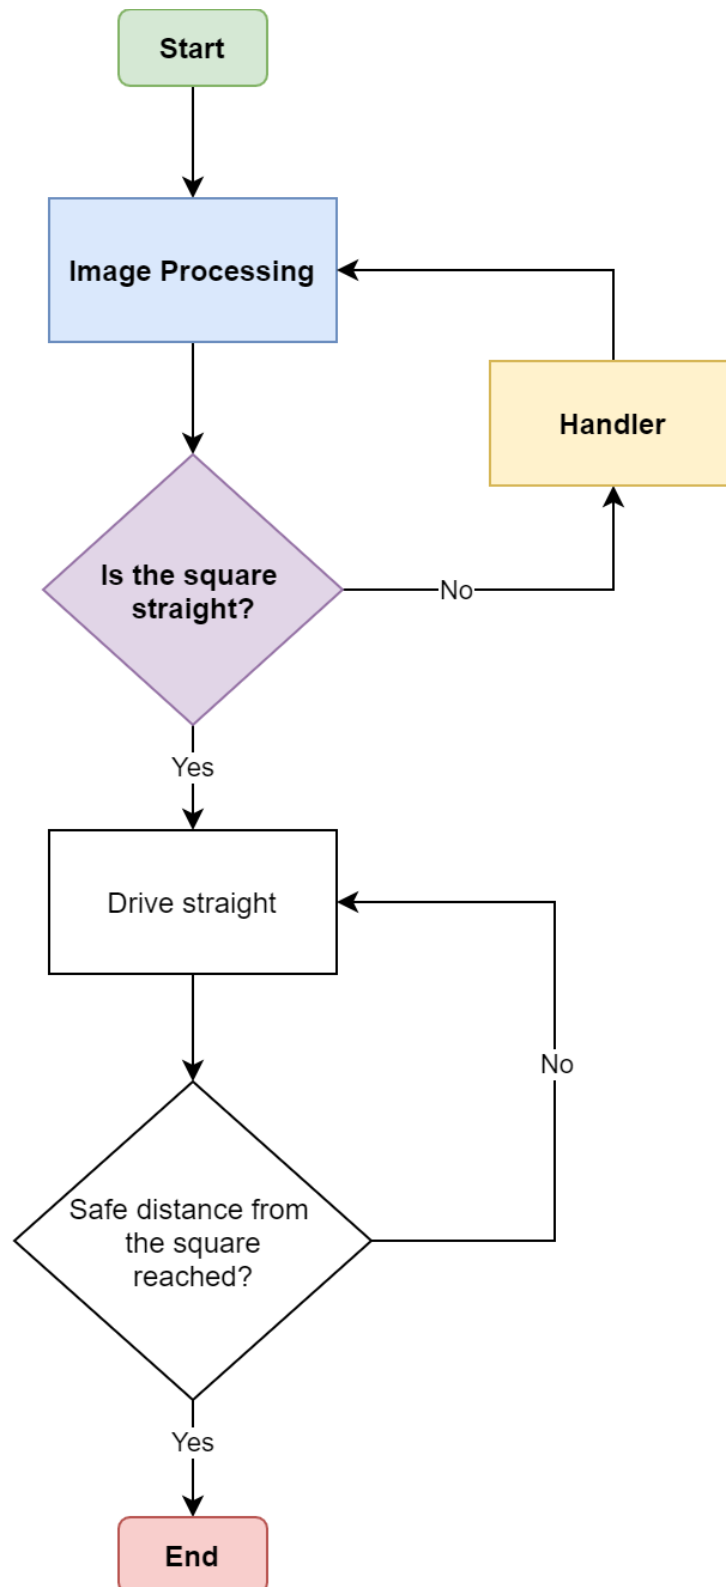 Start
Image Processing
Handler
Is the square
straight?
No
Yes
Drive straight
No
Safe distance from
the square
reached?
Yes
End